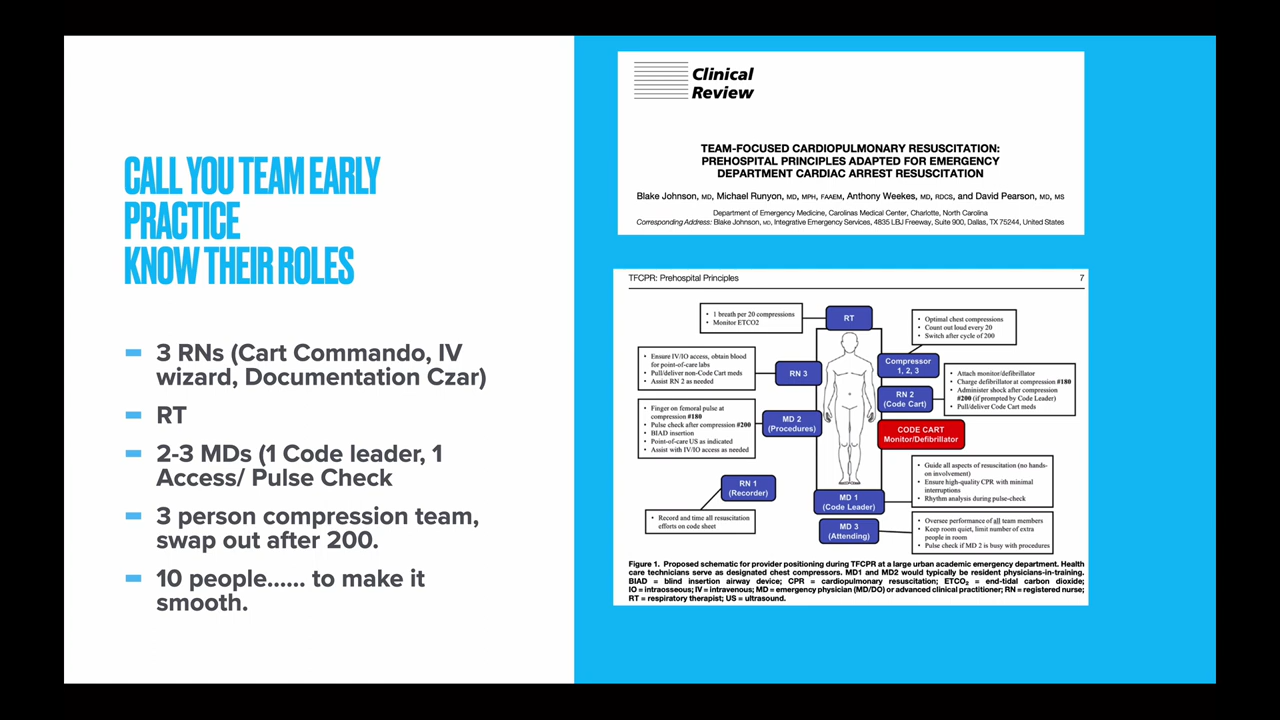 CALL YOU TEAM EARLY
PRACTICE
KNOW THEIR ROLES
3 RNs (Cart Commando, IV
wizard, Documentation Czar)
RT
2-3 MDs (1 Code leader, 1
Access/ Pulse Check
3 person compression team,
swap out after 200.
10 people...... to make it
smooth.
Clinical
Review
TEAM-FOCUSED CARDIOPULMONARY RESUSCITATION:
PREHOSPITAL PRINCIPLES ADAPTED FOR EMERGENCY
DEPARTMENT CARDIAC ARREST RESUSCITATION
Blake Johnson, MD, Michael Runyon, MD, MPH, FAAEM, Anthony Weekes, MD, RDCS, and David Pearson, MD, MS
Department of Emergency Medicine, Carolinas Medical Center, Charlotte, North Carolina
Corresponding Address: Blake Johnson, MD, Integrative Emergency Services, 4835 LBJ Freeway, Suite 900, Dallas, TX 75244, United States
TFCPR: Prehospital Principles 7
• 1 breath per 20 compressions
• Monitor ETCO2
RT
• Optimal chest compressions
• Count out loud every 20
• Switch after cycle of 200
• Ensure IV/IO access, obtain blood
for point-of-care labs
• Pull/deliver non-Code Cart meds
• Assist RN 2 as needed
RN 3
Compressor
1, 2, 3
RN 2
(Code Cart)
• Attach monitor/defibrillator
• Charge defibrillator at compression #180
• Administer shock after compression
#200 (if prompted by Code Leader)
• Pull/deliver Code Cart meds
• Finger on femoral pulse at
compression #180
• Pulse check after compression #200
• BIAD insertion
• Point-of-care US as indicated
• Assist with IV/IO access as needed
MD 2
(Procedures)
CODE CART
Monitor/Defibrillator
RN 1
(Recorder)
• Record and time all resuscitation
efforts on code sheet
MD 1
(Code Leader)
• Guide all aspects of resuscitation (no hands-
on involvement)
• Ensure high-quality CPR with minimal
interruptions
• Rhythm analysis during pulse-check
MD 3
(Attending)
• Oversee performance of all team members
• Keep room quiet, limit number of extra
people in room
• Pulse check if MD 2 is busy with procedures
Figure 1. Proposed schematic for provider positioning during TFCPR at a large urban academic emergency department. Health
care technicians serve as designated chest compressors. MD1 and MD2 would typically be resident physicians-in-training.
BIAD = blind insertion airway device; CPR = cardiopulmonary resuscitation; ETCO2 = end-tidal carbon dioxide;
IO = intraosseous; IV = intravenous; MD = emergency physician (MD/DO) or advanced clinical practitioner; RN = registered nurse;
RT = respiratory therapist; US = ultrasound.